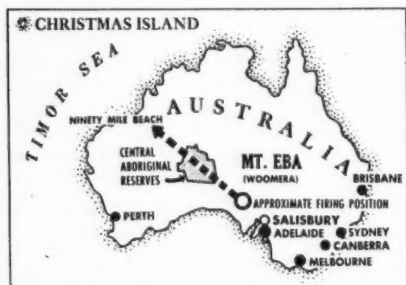 CHRISTMAS ISLAND
TIMOR SEA
AUSTRALIA
NINETY MILE BEACH
CENTRAL
ABORIGINAL
RESERVES
MT. EBA
(WOOMERA)
BRISBANE
APPROXIMATE FIRING POSITION
PERTH
SALISBURY
ADELAIDE
SYDNEY
CANBERRA
MELBOURNE